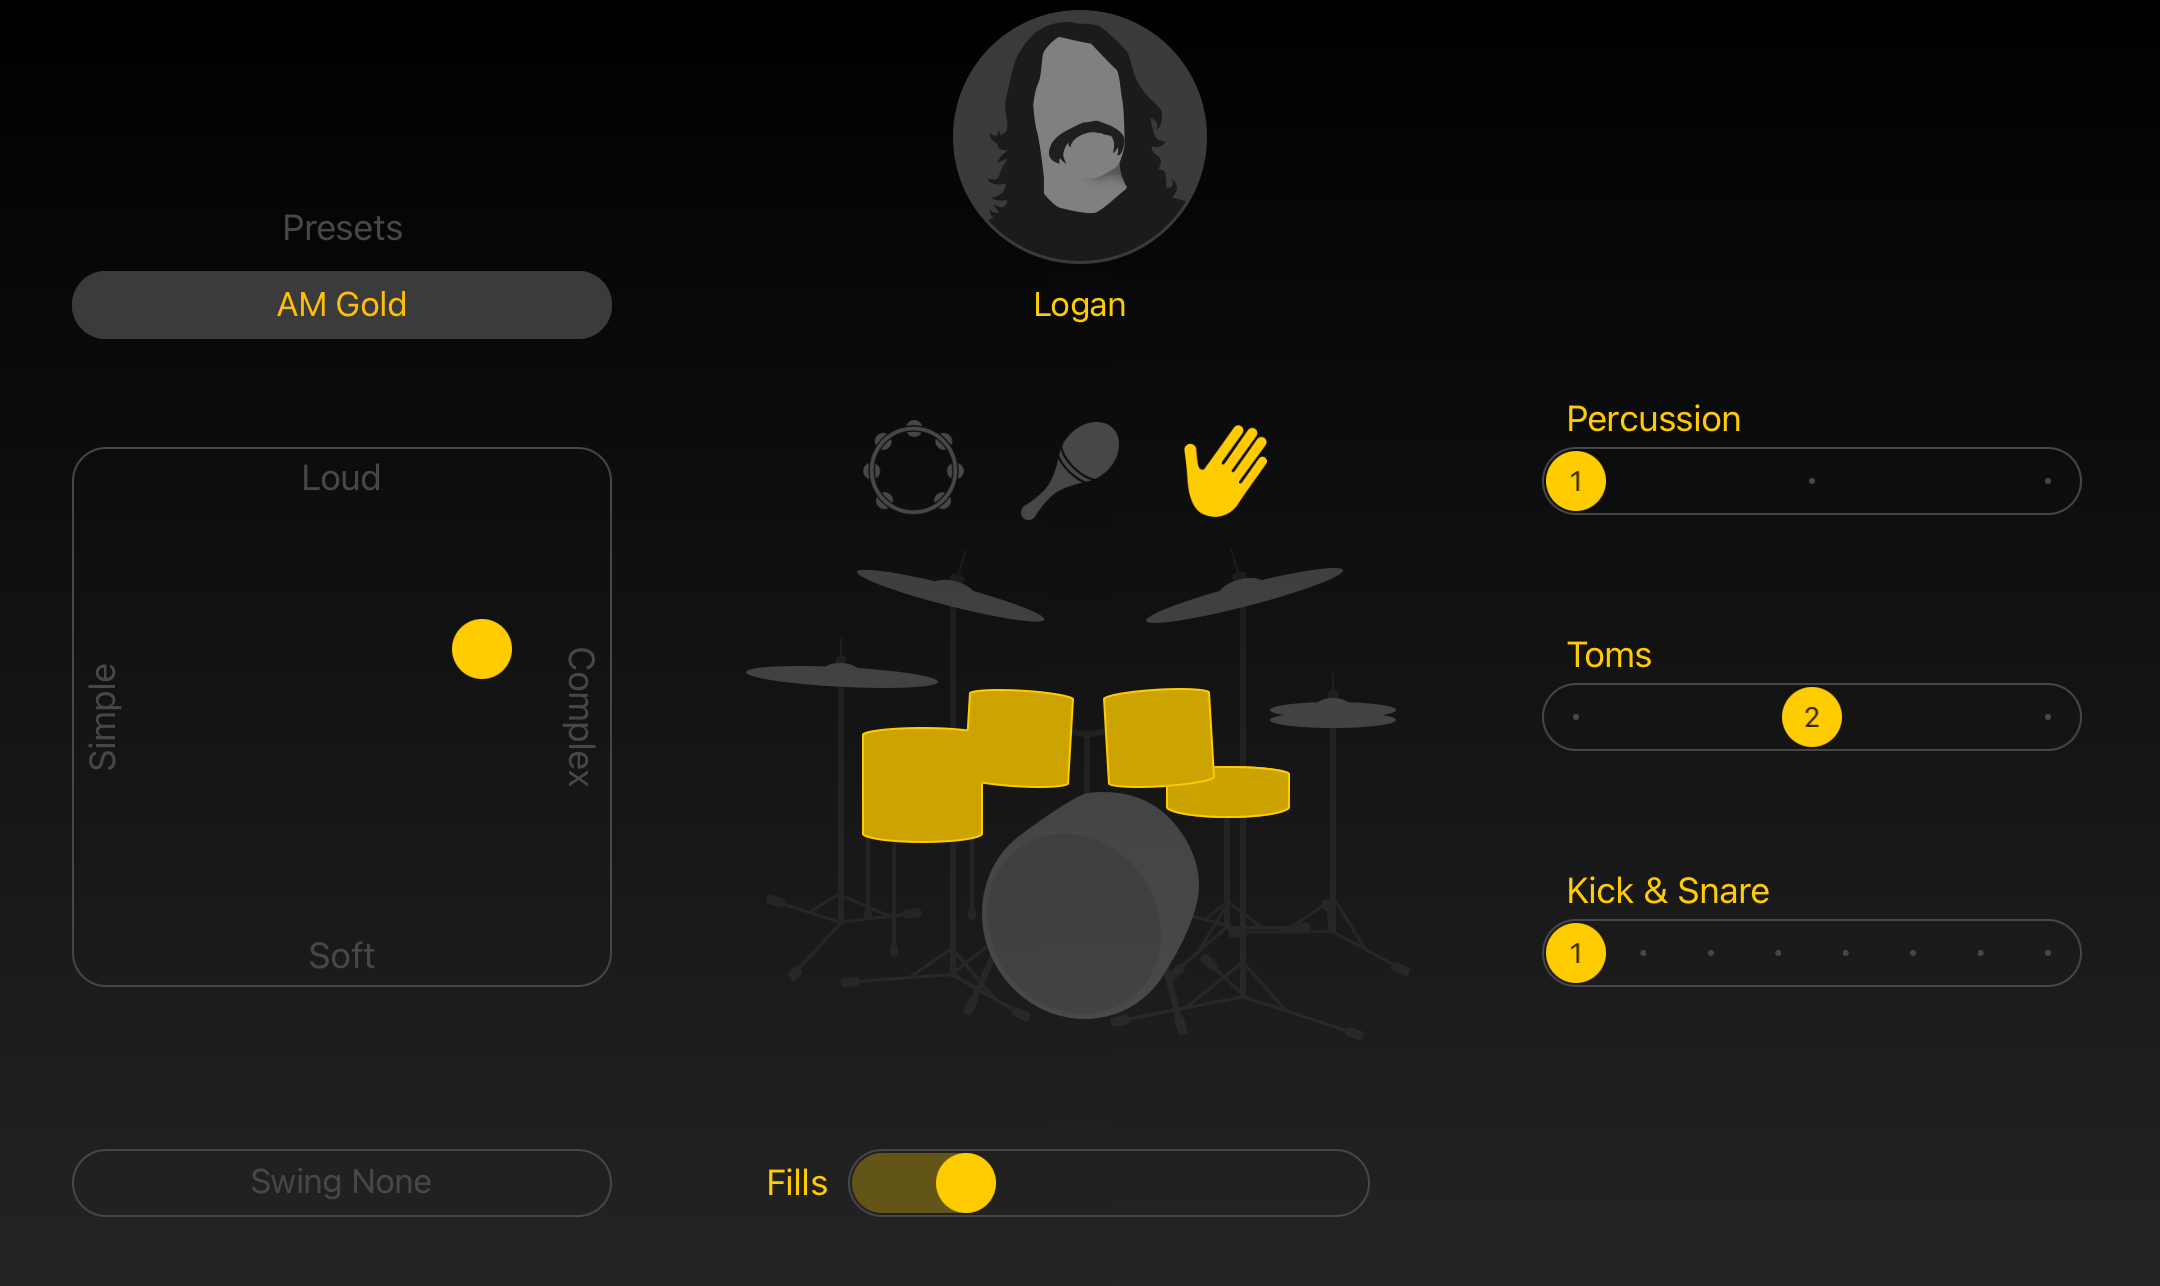 Presets
AM Gold
Logan
Loud
Simple
Complex
Soft
Swing None
Fills
Percussion
1
Toms
2
Kick & Snare
1